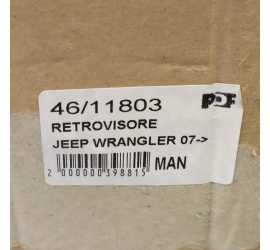 46/11803
PDF
RETROVISORE
JEEP WRANGLER 07->
MAN
2 000000 398815